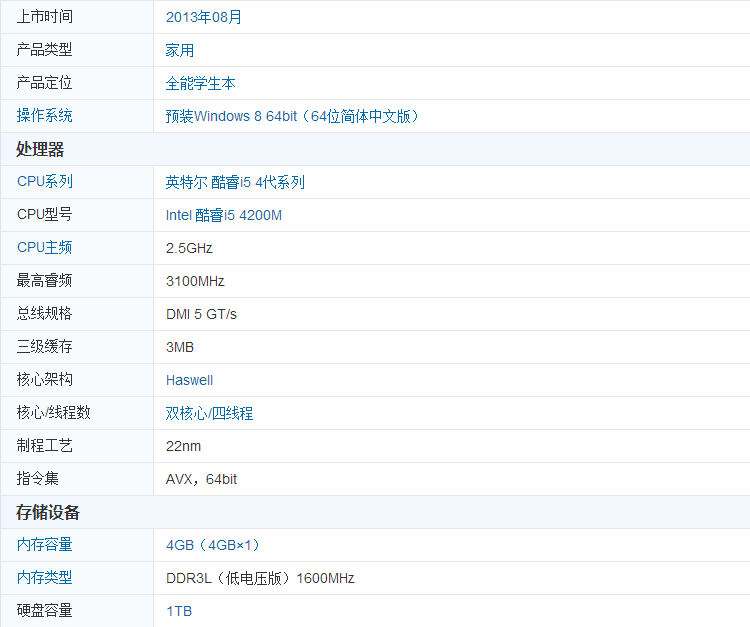 上市时间 2013年08月
产品类型 家用
产品定位 全能学生本
操作系统 预装Windows 8 64bit（64位简体中文版）
处理器
CPU系列 英特尔 酷睿i5 4代系列
CPU型号 Intel 酷睿i5 4200M
CPU主频 2.5GHz
最高睿频 3100MHz
总线规格 DMI 5 GT/s
三级缓存 3MB
核心架构 Haswell
核心/线程数 双核心/四线程
制程工艺 22nm
指令集 AVX，64bit
存储设备
内存容量 4GB（4GB×1）
内存类型 DDR3L（低电压版）1600MHz
硬盘容量 1TB